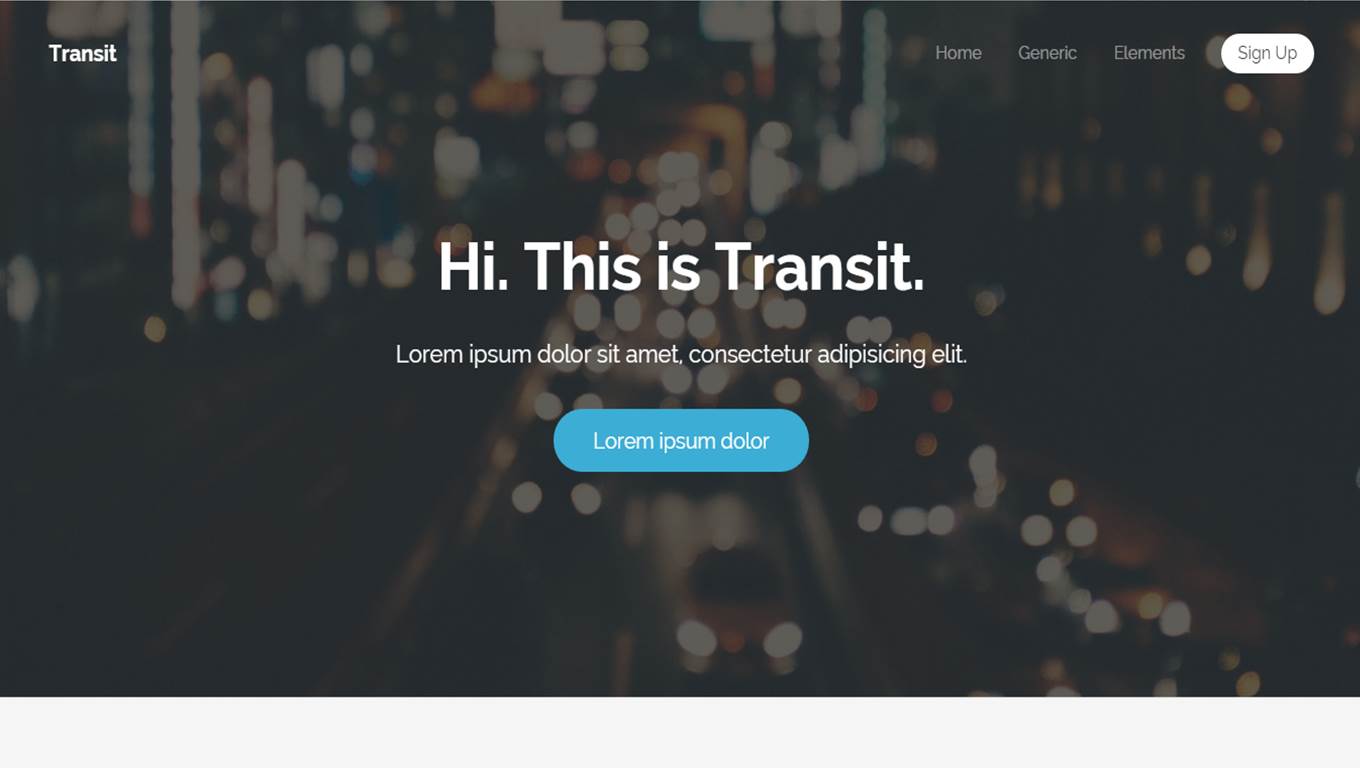 Transit
Home Generic Elements Sign Up
Hi. This is Transit.
Lorem ipsum dolor sit amet, consectetur adipisicing elit.
Lorem ipsum dolor